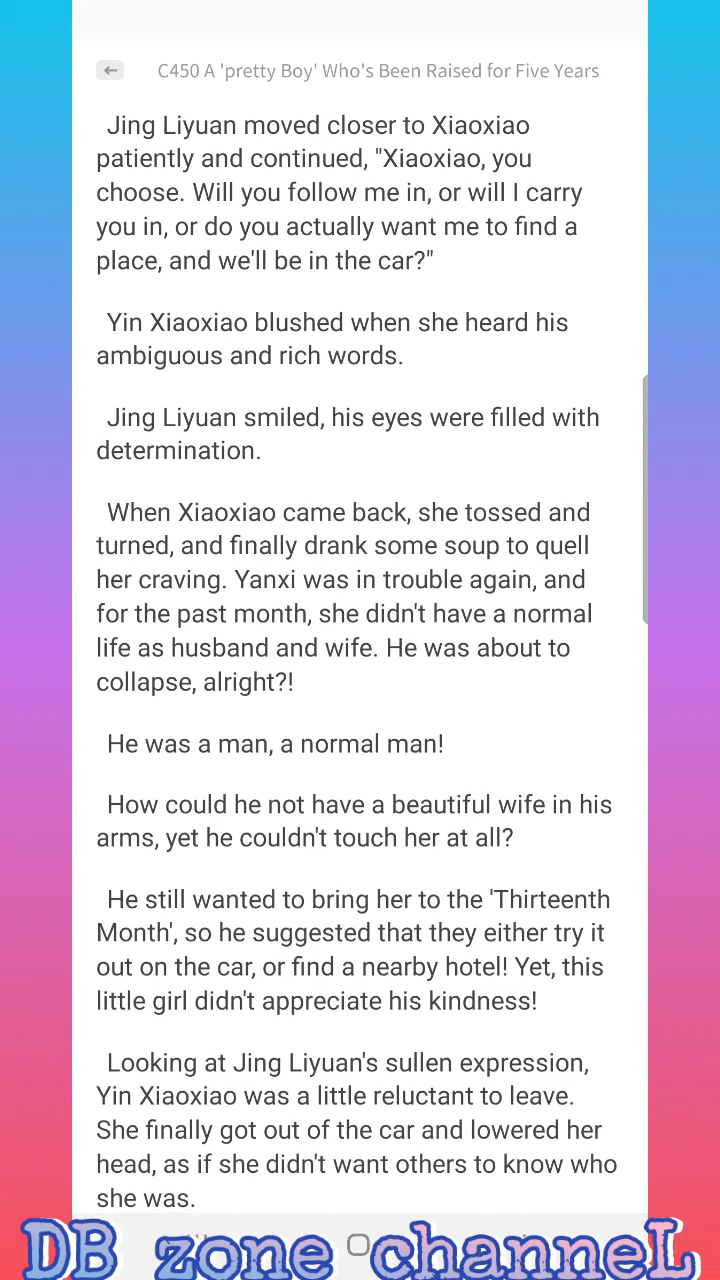 C450 A 'pretty Boy' Who's Been Raised for Five Years
Jing Liyuan moved closer to Xiaoxiao
patiently and continued, "Xiaoxiao, you
choose. Will you follow me in, or will I carry
you in, or do you actually want me to find a
place, and we'll be in the car?"
Yin Xiaoxiao blushed when she heard his
ambiguous and rich words.
Jing Liyuan smiled, his eyes were filled with
determination.
When Xiaoxiao came back, she tossed and
turned, and finally drank some soup to quell
her craving. Yanxi was in trouble again, and
for the past month, she didn't have a normal
life as husband and wife. He was about to
collapse, alright?!
He was a man, a normal man!
How could he not have a beautiful wife in his
arms, yet he couldn't touch her at all?
He still wanted to bring her to the 'Thirteenth
Month', so he suggested that they either try it
out on the car, or find a nearby hotel! Yet, this
little girl didn't appreciate his kindness!
Looking at Jing Liyuan's sullen expression,
Yin Xiaoxiao was a little reluctant to leave.
She finally got out of the car and lowered her
head, as if she didn't want others to know who
she was.
DB zone channeL